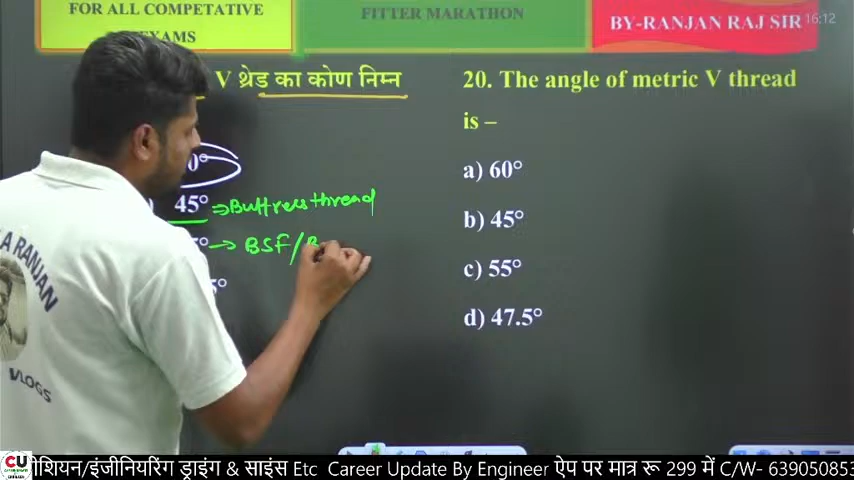 FOR ALL COMPETATIVE
EXAMS
FITTER MARATHON
BY-RANJAN RAJ SIR
16:12
V थ्रेड का कोण निम्न
45° ⇒ Buttress thread
→ BSF/B
20. The angle of metric V thread
is –
a) 60°
b) 45°
c) 55°
d) 47.5°
A RANJAN
VLOGS
CU
इंजीनियरिंग ड्राइंग & साइंस Etc Career Update By Engineer ऐप पर मात्र रू 299 में C/W- 639050853